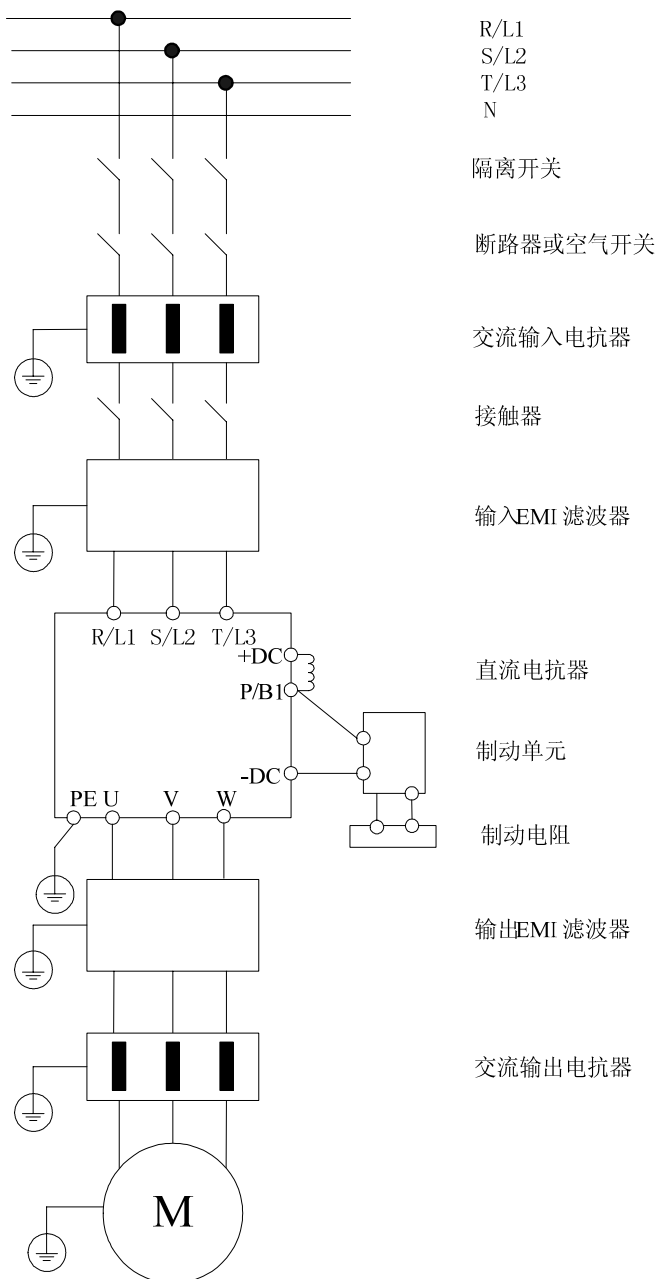 R/L1
S/L2
T/L3
N
隔离开关
断路器或空气开关
交流输入电抗器
接触器
输入EMI 滤波器
R/L1 S/L2 T/L3
+DC
直流电抗器
P/B1
制动单元
-DC
PE U V W
制动电阻
输出EMI 滤波器
交流输出电抗器
M